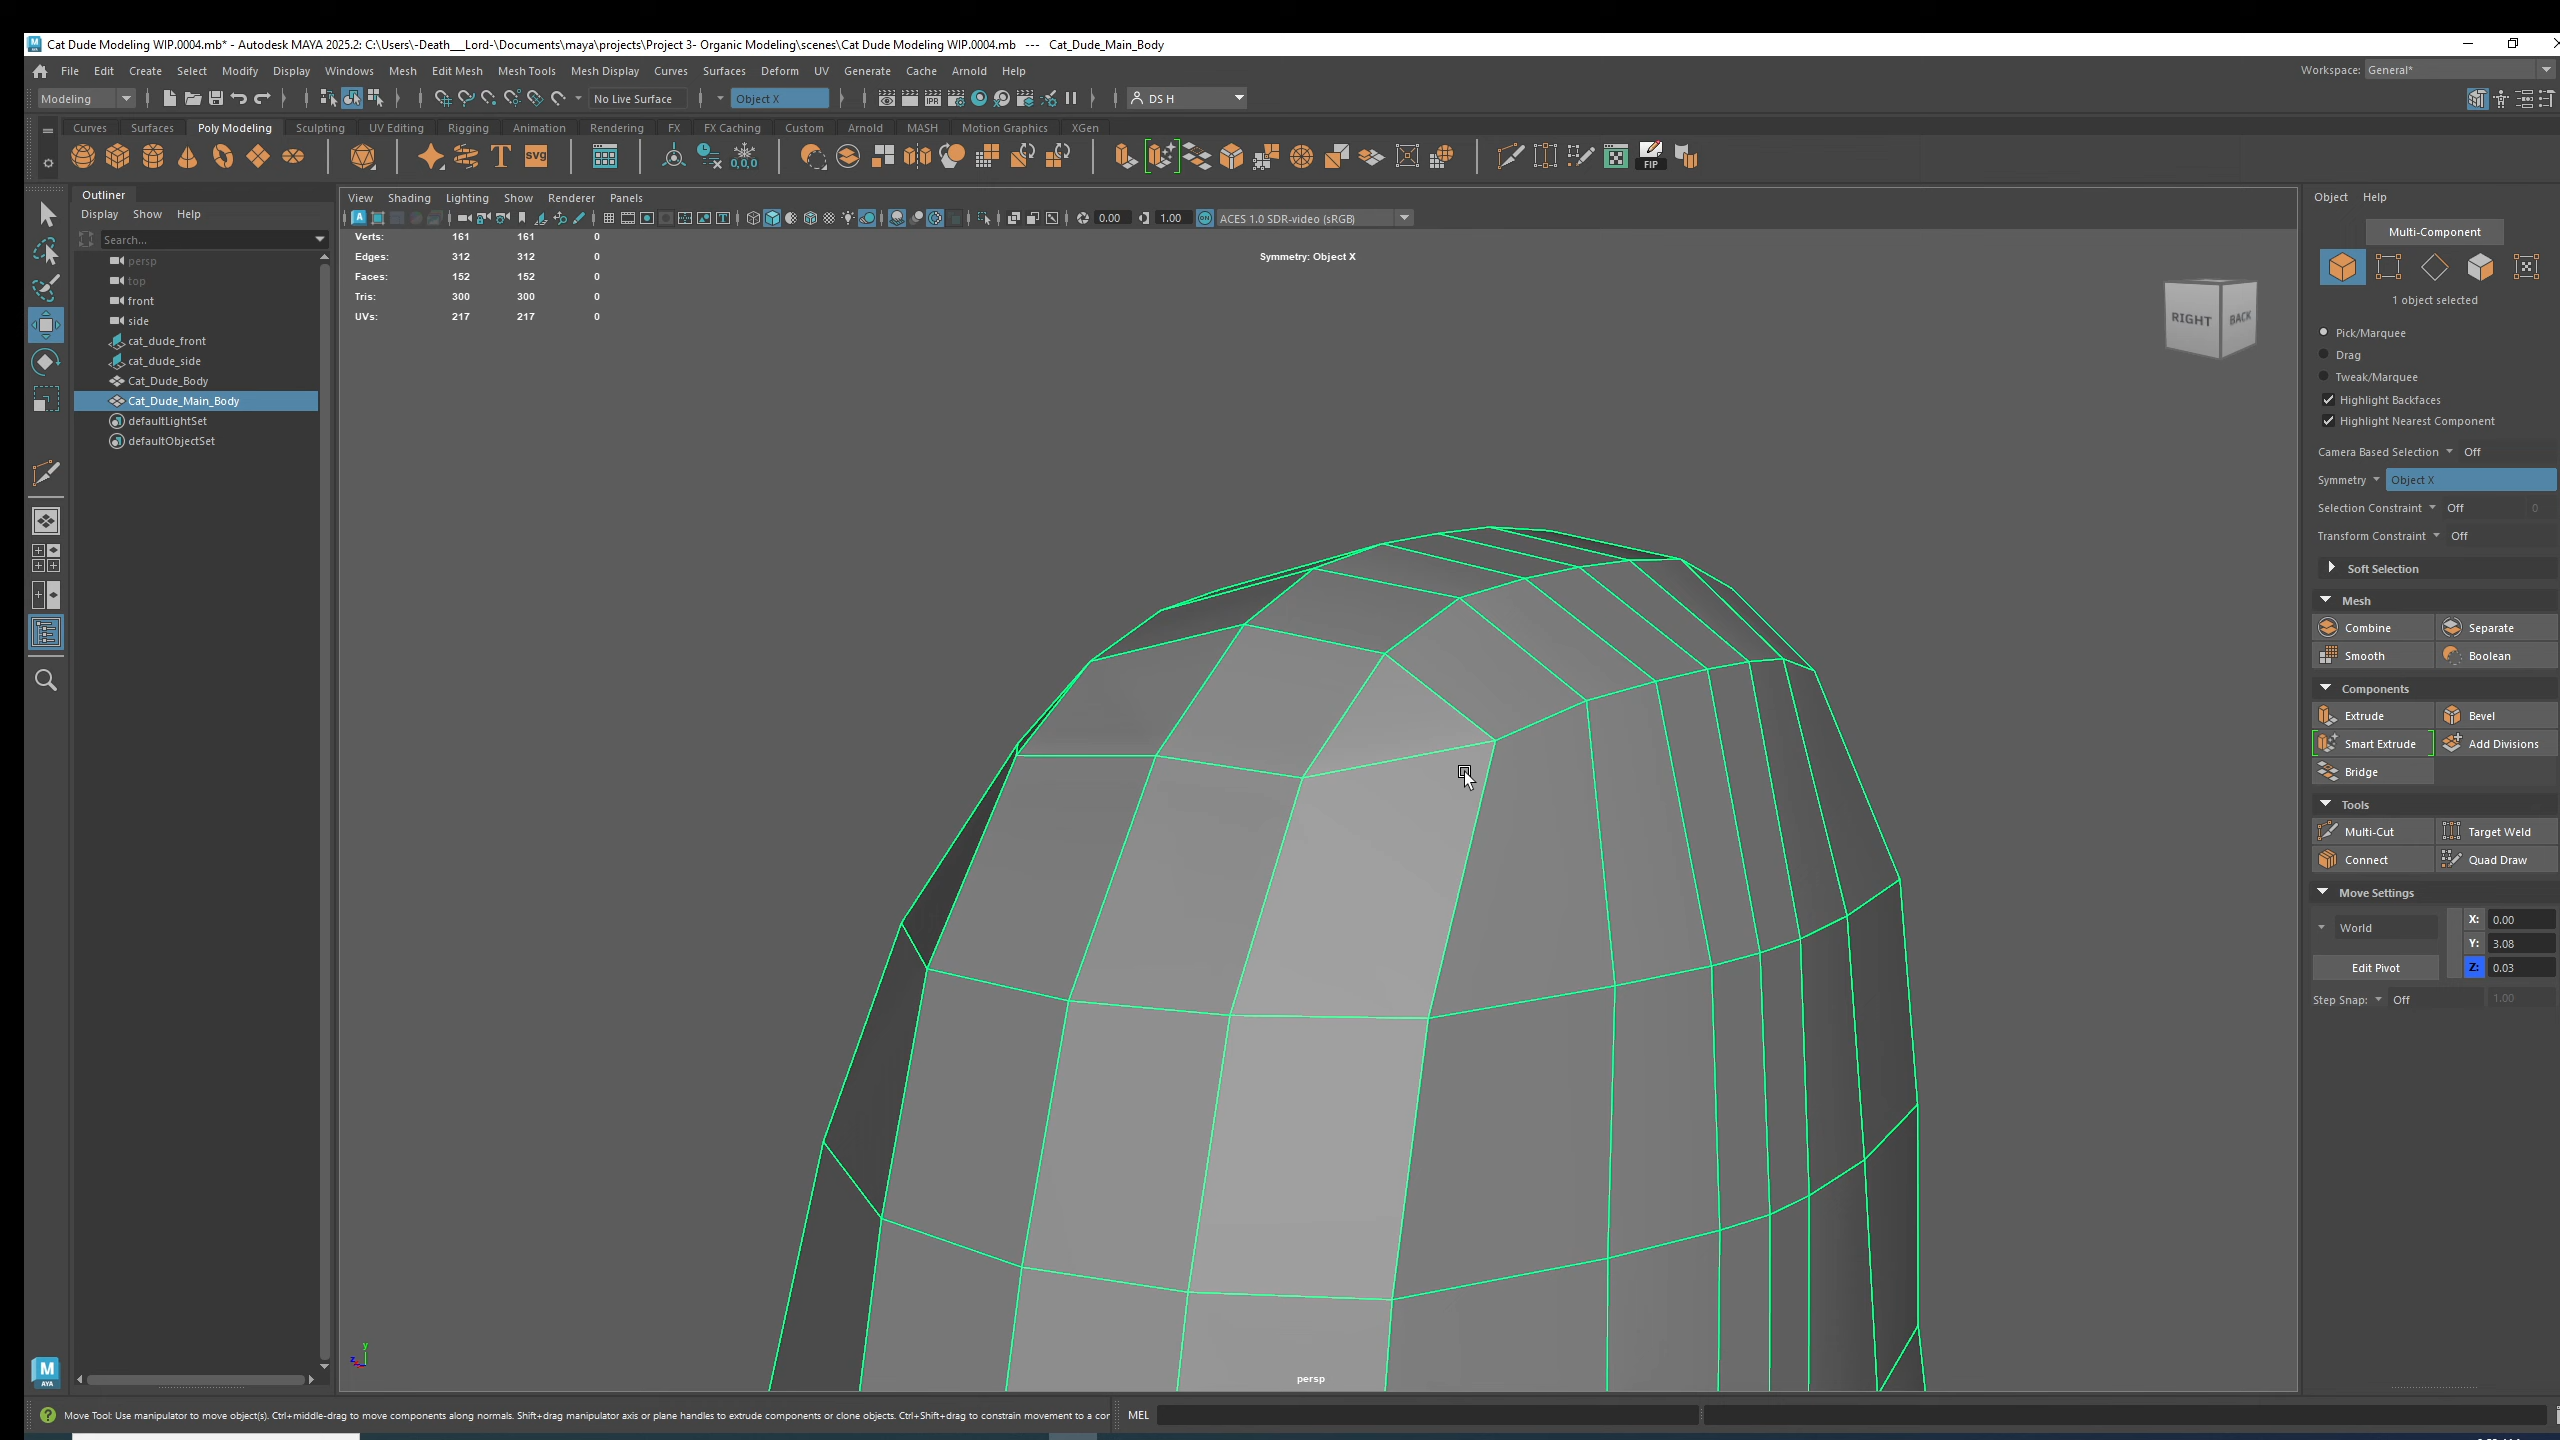 Cat Dude Modeling WIP.0004.mb* - Autodesk MAYA 2025.2: C:\Users\-Death__Lord-\Documents\maya\projects\Project 3- Organic Modeling\scenes\Cat Dude Modeling WIP.0004.mb --- Cat_Dude_Main_Body
File Edit Create Select Modify Display Windows Mesh Edit Mesh Mesh Tools Mesh Display Curves Surfaces Deform UV Generate Cache Arnold Help Workspace: General*
Modeling No Live Surface Object X IPR DS H
Curves Surfaces Poly Modeling Sculpting UV Editing Rigging Animation Rendering FX FX Caching Custom Arnold MASH Motion Graphics XGen
T svg 0,0,0 FIP
Outliner
Display Show Help
Search...
persp
top
front
side
cat_dude_front
cat_dude_side
Cat_Dude_Body
Cat_Dude_Main_Body
defaultLightSet
defaultObjectSet
View Shading Lighting Show Renderer Panels
0.00 1.00 ON ACES 1.0 SDR-video (sRGB)
Verts: 161 161 0
Edges: 312 312 0
Faces: 152 152 0
Tris: 300 300 0
UVs: 217 217 0
Symmetry: Object X
RIGHT BACK
persp
y
z
Object Help
Multi-Component
1 object selected
Pick/Marquee
Drag
Tweak/Marquee
Highlight Backfaces
Highlight Nearest Component
Camera Based Selection Off
Symmetry Object X
Selection Constraint Off 0
Transform Constraint Off
Soft Selection
Mesh
Combine Separate
Smooth Boolean
Components
Extrude Bevel
Smart Extrude Add Divisions
Bridge
Tools
Multi-Cut Target Weld
Connect Quad Draw
Move Settings
World X: 0.00
Y: 3.08
Edit Pivot Z: 0.03
Step Snap: Off 1.00
M
AYA
Move Tool: Use manipulator to move object(s). Ctrl+middle-drag to move components along normals. Shift+drag manipulator axis or plane handles to extrude components or clone objects. Ctrl+Shift+drag to constrain movement to a cor
MEL